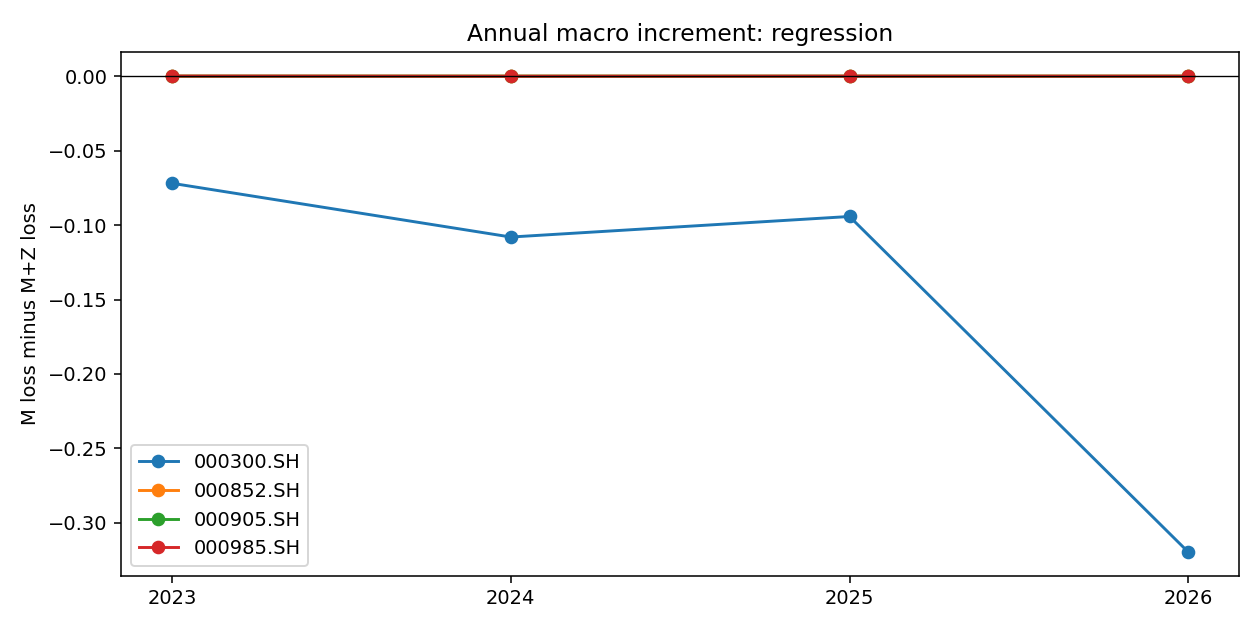 Annual macro increment: regression
M loss minus M+Z loss
0.00
−0.05
−0.10
−0.15
−0.20
−0.25
−0.30
000300.SH
000852.SH
000905.SH
000985.SH
2023
2024
2025
2026